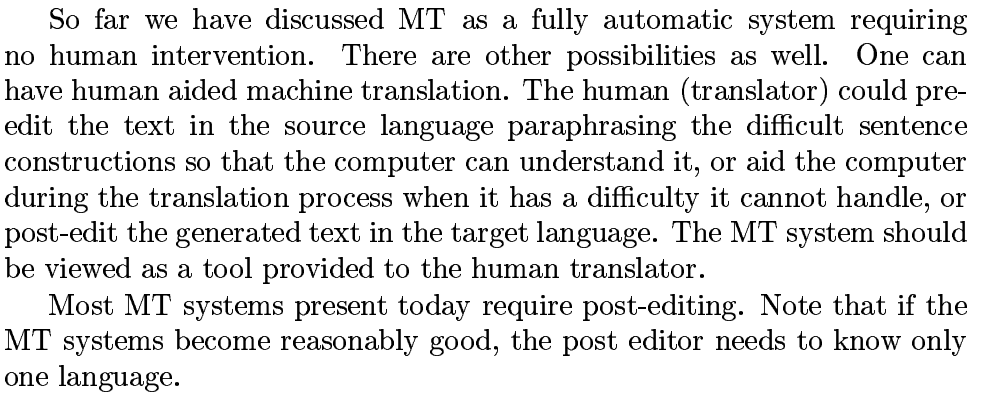 So far we have discussed MT as a fully automatic system requiring
no human intervention. There are other possibilities as well. One can
have human aided machine translation. The human (translator) could pre-
edit the text in the source language paraphrasing the difficult sentence
constructions so that the computer can understand it, or aid the computer
during the translation process when it has a difficulty it cannot handle, or
post-edit the generated text in the target language. The MT system should
be viewed as a tool provided to the human translator.
Most MT systems present today require post-editing. Note that if the
MT systems become reasonably good, the post editor needs to know only
one language.